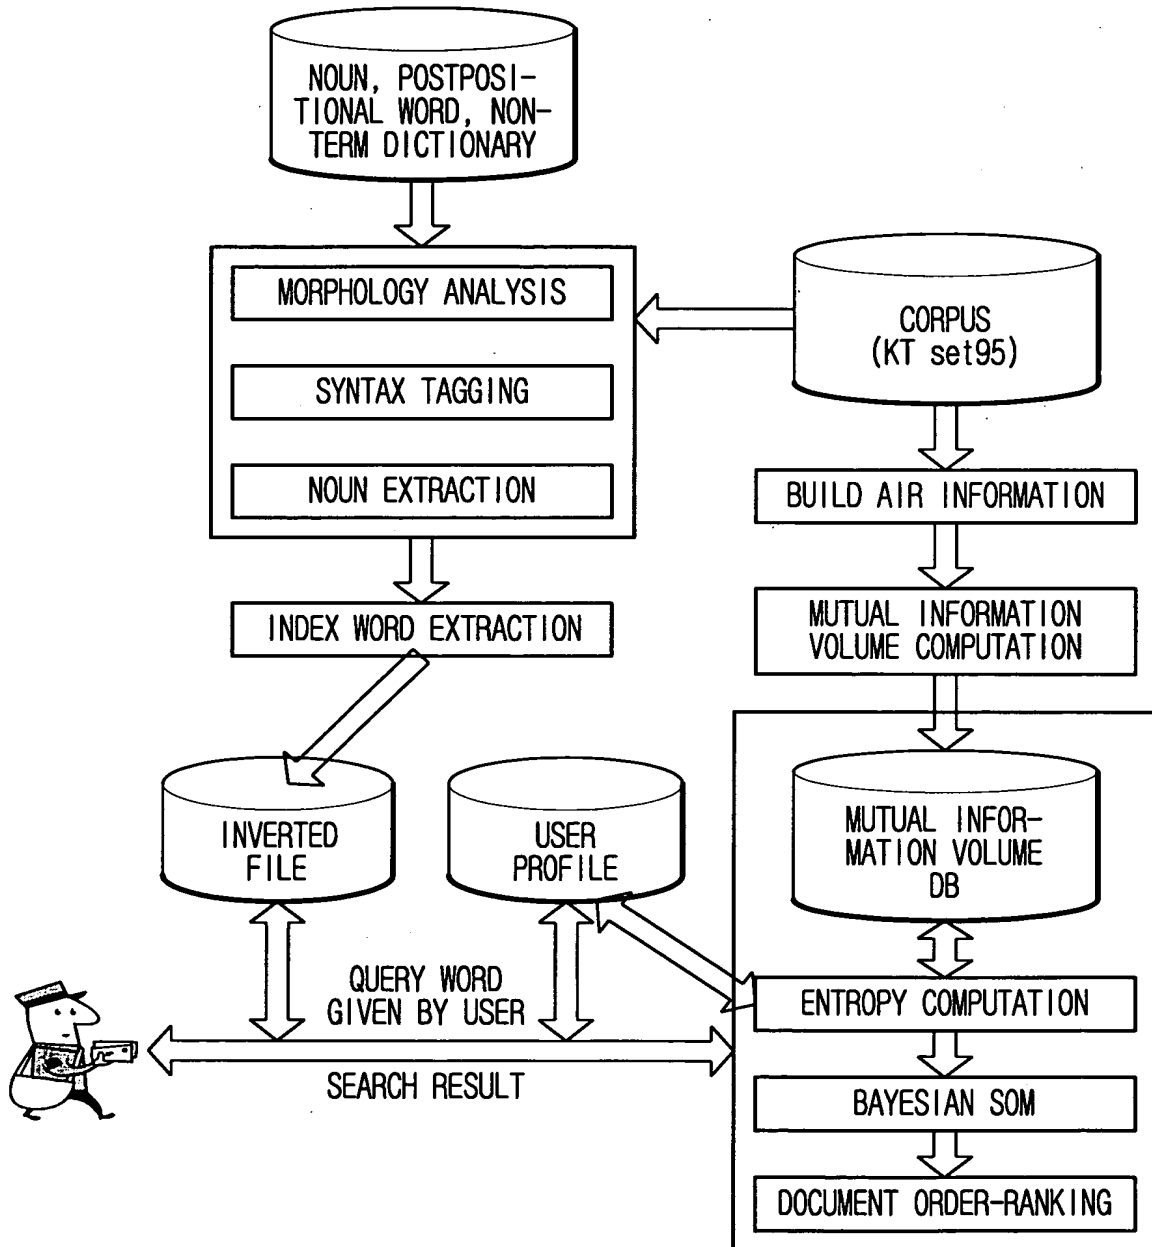 NOUN, POSTPOSI-
TIONAL WORD, NON-
TERM DICTIONARY
MORPHOLOGY ANALYSIS
SYNTAX TAGGING
NOUN EXTRACTION
CORPUS
(KT set95)
BUILD AIR INFORMATION
INDEX WORD EXTRACTION
MUTUAL INFORMATION
VOLUME COMPUTATION
INVERTED
FILE
USER
PROFILE
MUTUAL INFOR-
MATION VOLUME
DB
QUERY WORD
GIVEN BY USER
SEARCH RESULT
ENTROPY COMPUTATION
BAYESIAN SOM
DOCUMENT ORDER-RANKING